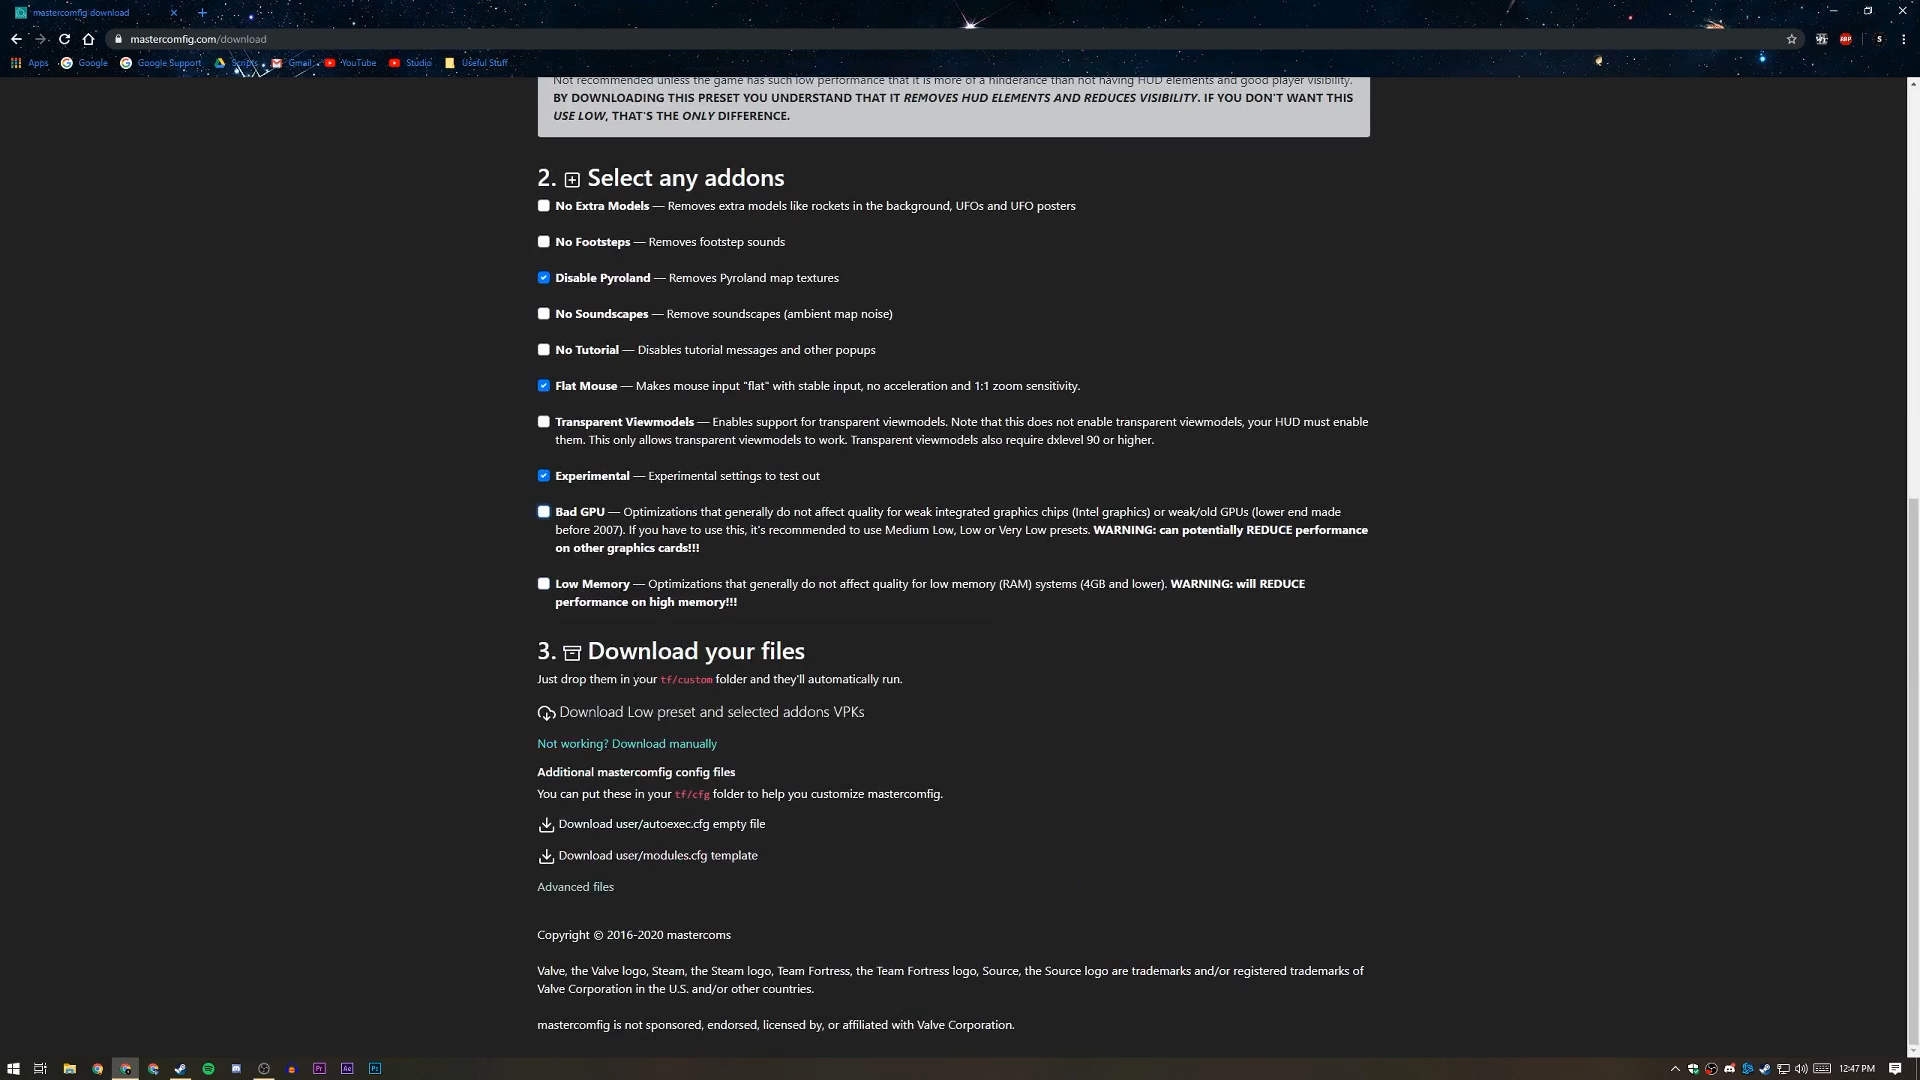 mastercomfig download
mastercomfig.com/download
ABP
S
Apps
Google
Google Support
Scripts
Gmail
YouTube
Studio
Useful Stuff
Not recommended unless the game has such low performance that it is more of a hinderance than not having HUD elements and good player visibility.
BY DOWNLOADING THIS PRESET YOU UNDERSTAND THAT IT REMOVES HUD ELEMENTS AND REDUCES VISIBILITY. IF YOU DON'T WANT THIS
USE LOW, THAT'S THE ONLY DIFFERENCE.
2. Select any addons
No Extra Models — Removes extra models like rockets in the background, UFOs and UFO posters
No Footsteps — Removes footstep sounds
Disable Pyroland — Removes Pyroland map textures
No Soundscapes — Remove soundscapes (ambient map noise)
No Tutorial — Disables tutorial messages and other popups
Flat Mouse — Makes mouse input "flat" with stable input, no acceleration and 1:1 zoom sensitivity.
Transparent Viewmodels — Enables support for transparent viewmodels. Note that this does not enable transparent viewmodels, your HUD must enable
them. This only allows transparent viewmodels to work. Transparent viewmodels also require dxlevel 90 or higher.
Experimental — Experimental settings to test out
Bad GPU — Optimizations that generally do not affect quality for weak integrated graphics chips (Intel graphics) or weak/old GPUs (lower end made
before 2007). If you have to use this, it's recommended to use Medium Low, Low or Very Low presets. WARNING: can potentially REDUCE performance
on other graphics cards!!!
Low Memory — Optimizations that generally do not affect quality for low memory (RAM) systems (4GB and lower). WARNING: will REDUCE
performance on high memory!!!
3. Download your files
Just drop them in your tf/custom folder and they'll automatically run.
Download Low preset and selected addons VPKs
Not working? Download manually
Additional mastercomfig config files
You can put these in your tf/cfg folder to help you customize mastercomfig.
Download user/autoexec.cfg empty file
Download user/modules.cfg template
Advanced files
Copyright © 2016-2020 mastercoms
Valve, the Valve logo, Steam, the Steam logo, Team Fortress, the Team Fortress logo, Source, the Source logo are trademarks and/or registered trademarks of
Valve Corporation in the U.S. and/or other countries.
mastercomfig is not sponsored, endorsed, licensed by, or affiliated with Valve Corporation.
Pr
Ae
Ps
12:47 PM